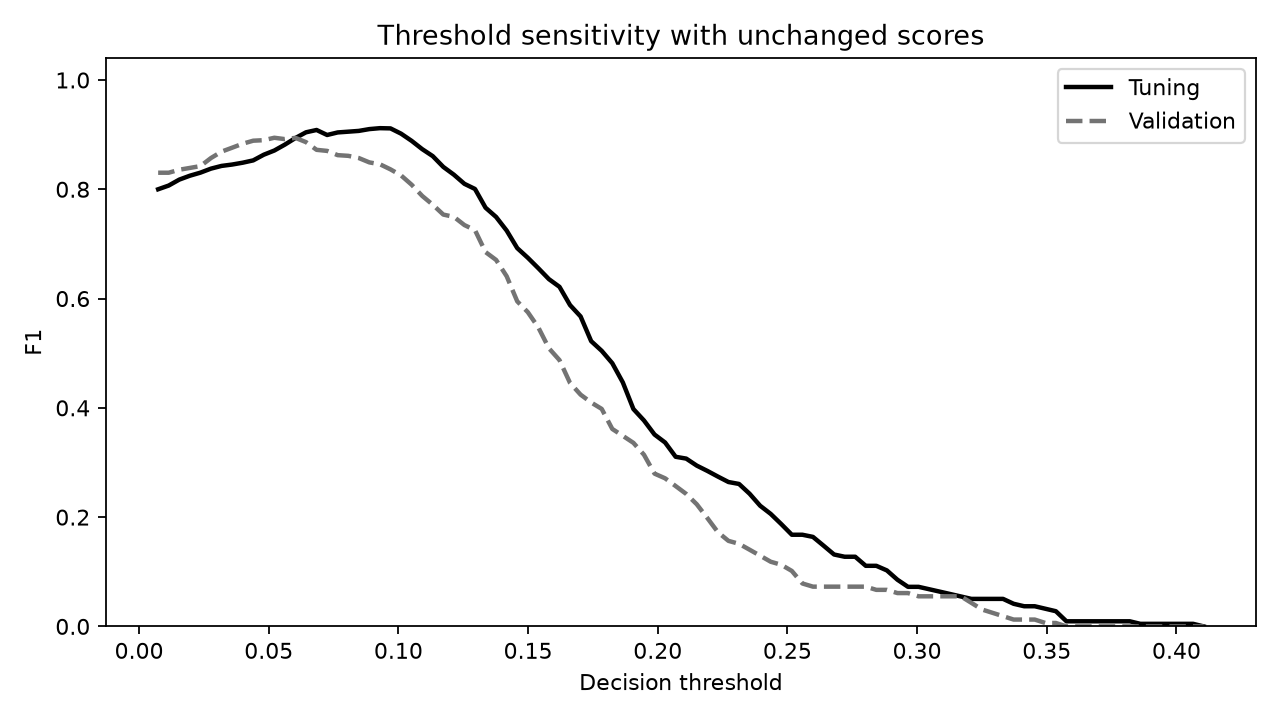 Threshold sensitivity with unchanged scores
Tuning
Validation
F1
1.0
0.8
0.6
0.4
0.2
0.0
0.00 0.05 0.10 0.15 0.20 0.25 0.30 0.35 0.40
Decision threshold